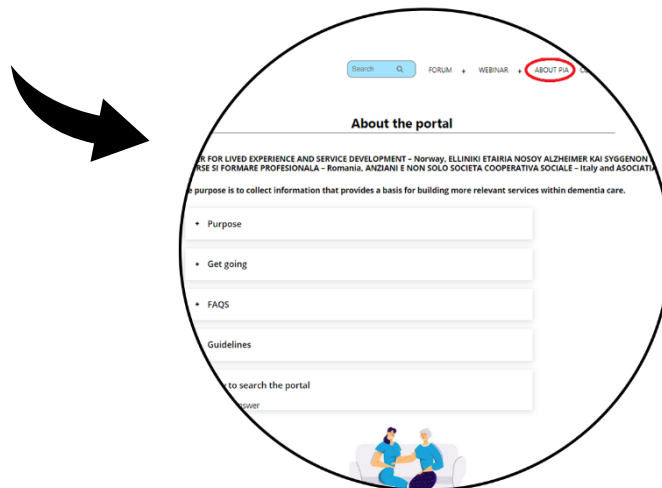 Search FORUM + WEBINAR + ABOUT PIA
About the portal
FOR LIVED EXPERIENCE AND SERVICE DEVELOPMENT – Norway, ELLINIKI ETAIRIA NOSOY ALZHEIMER KAI SYGGENON
SI FORMARE PROFESIONALA – Romania, ANZIANI E NON SOLO SOCIETA COOPERATIVA SOCIALE – Italy and
purpose is to collect information that provides a basis for building more relevant services within dementia care.
+ Purpose
+ Get going
+ FAQS
Guidelines
to search the portal